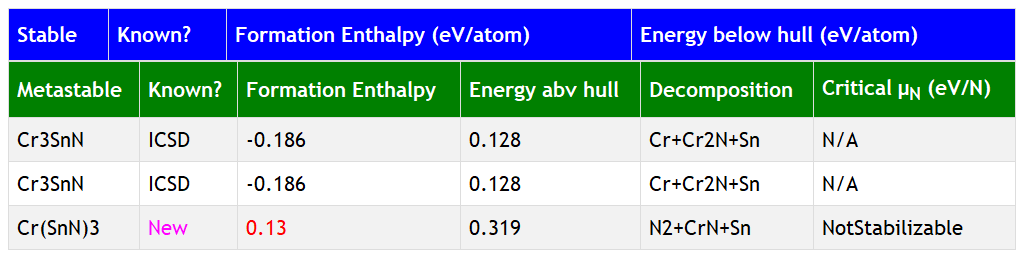 Stable Known? Formation Enthalpy (eV/atom) Energy below hull (eV/atom)
Metastable Known? Formation Enthalpy Energy abv hull Decomposition Critical μN (eV/N)
Cr3SnN ICSD -0.186 0.128 Cr+Cr2N+Sn N/A
Cr3SnN ICSD -0.186 0.128 Cr+Cr2N+Sn N/A
Cr(SnN)3 New 0.13 0.319 N2+CrN+Sn NotStabilizable